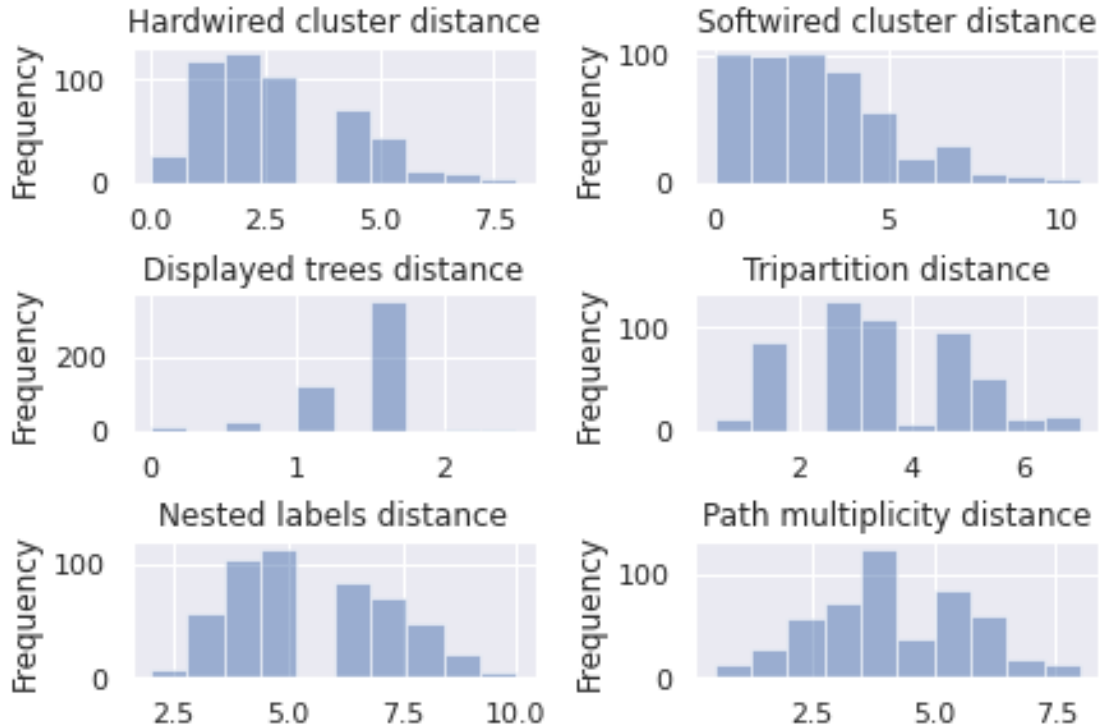 Hardwired cluster distance
Frequency
100
0
0.0 2.5 5.0 7.5
Softwired cluster distance
Frequency
100
0
0 5 10
Displayed trees distance
Frequency
200
0
0 1 2
Tripartition distance
Frequency
100
0
2 4 6
Nested labels distance
Frequency
100
0
2.5 5.0 7.5 10.0
Path multiplicity distance
Frequency
100
0
2.5 5.0 7.5